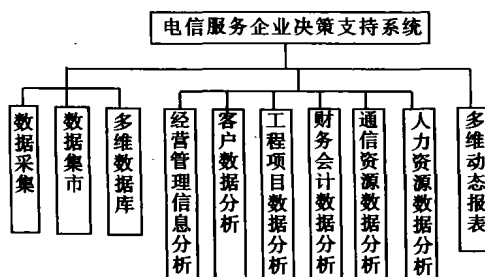 电信服务企业决策支持系统
数据采集
数据集市
多维数据库
经营管理信息分析
客户数据分析
工程项目数据分析
财务会计数据分析
通信资源数据分析
人力资源数据分析
多维动态报表